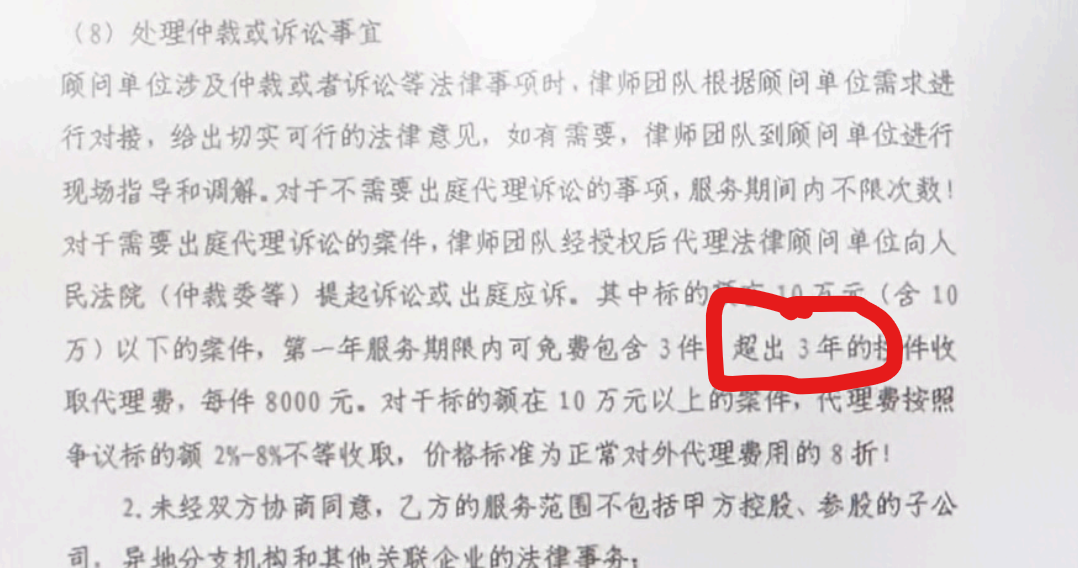 （8）处理仲裁或诉讼事宜
顾问单位涉及仲裁或者诉讼等法律事项时，律师团队根据顾问单位需求进
行对接，给出切实可行的法律意见，如有需要，律师团队到顾问单位进行
现场指导和调解。对于不需要出庭代理诉讼的事项，服务期间内不限次数！
对于需要出庭代理诉讼的案件，律师团队经授权后代理法律顾问单位向人
民法院（仲裁委等）提起诉讼或出庭应诉。其中标的额在 10 万元（含 10
万）以下的案件，第一年服务期限内可免费包含 3 件 超出 3 年的按件收
取代理费，每件 8000 元。对于标的额在 10 万元以上的案件，代理费按照
争议标的额 2%-8%不等收取，价格标准为正常对外代理费用的 8 折！
2.未经双方协商同意，乙方的服务范围不包括甲方控股、参股的子公
司、异地分支机构和其他关联企业的法律事务；